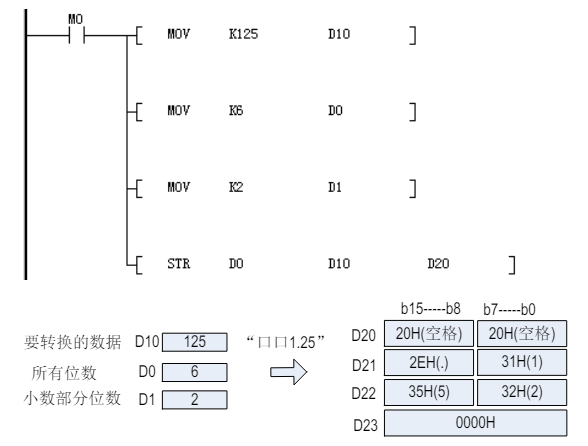 M0
MOV K125 D10
MOV K6 D0
MOV K2 D1
STR D0 D10 D20
b15-----b8 b7-----b0
要转换的数据 D10 125 “口口1.25” D20 20H(空格) 20H(空格)
D21 2EH(.) 31H(1)
所有位数 D0 6
D22 35H(5) 32H(2)
小数部分位数 D1 2
D23 0000H